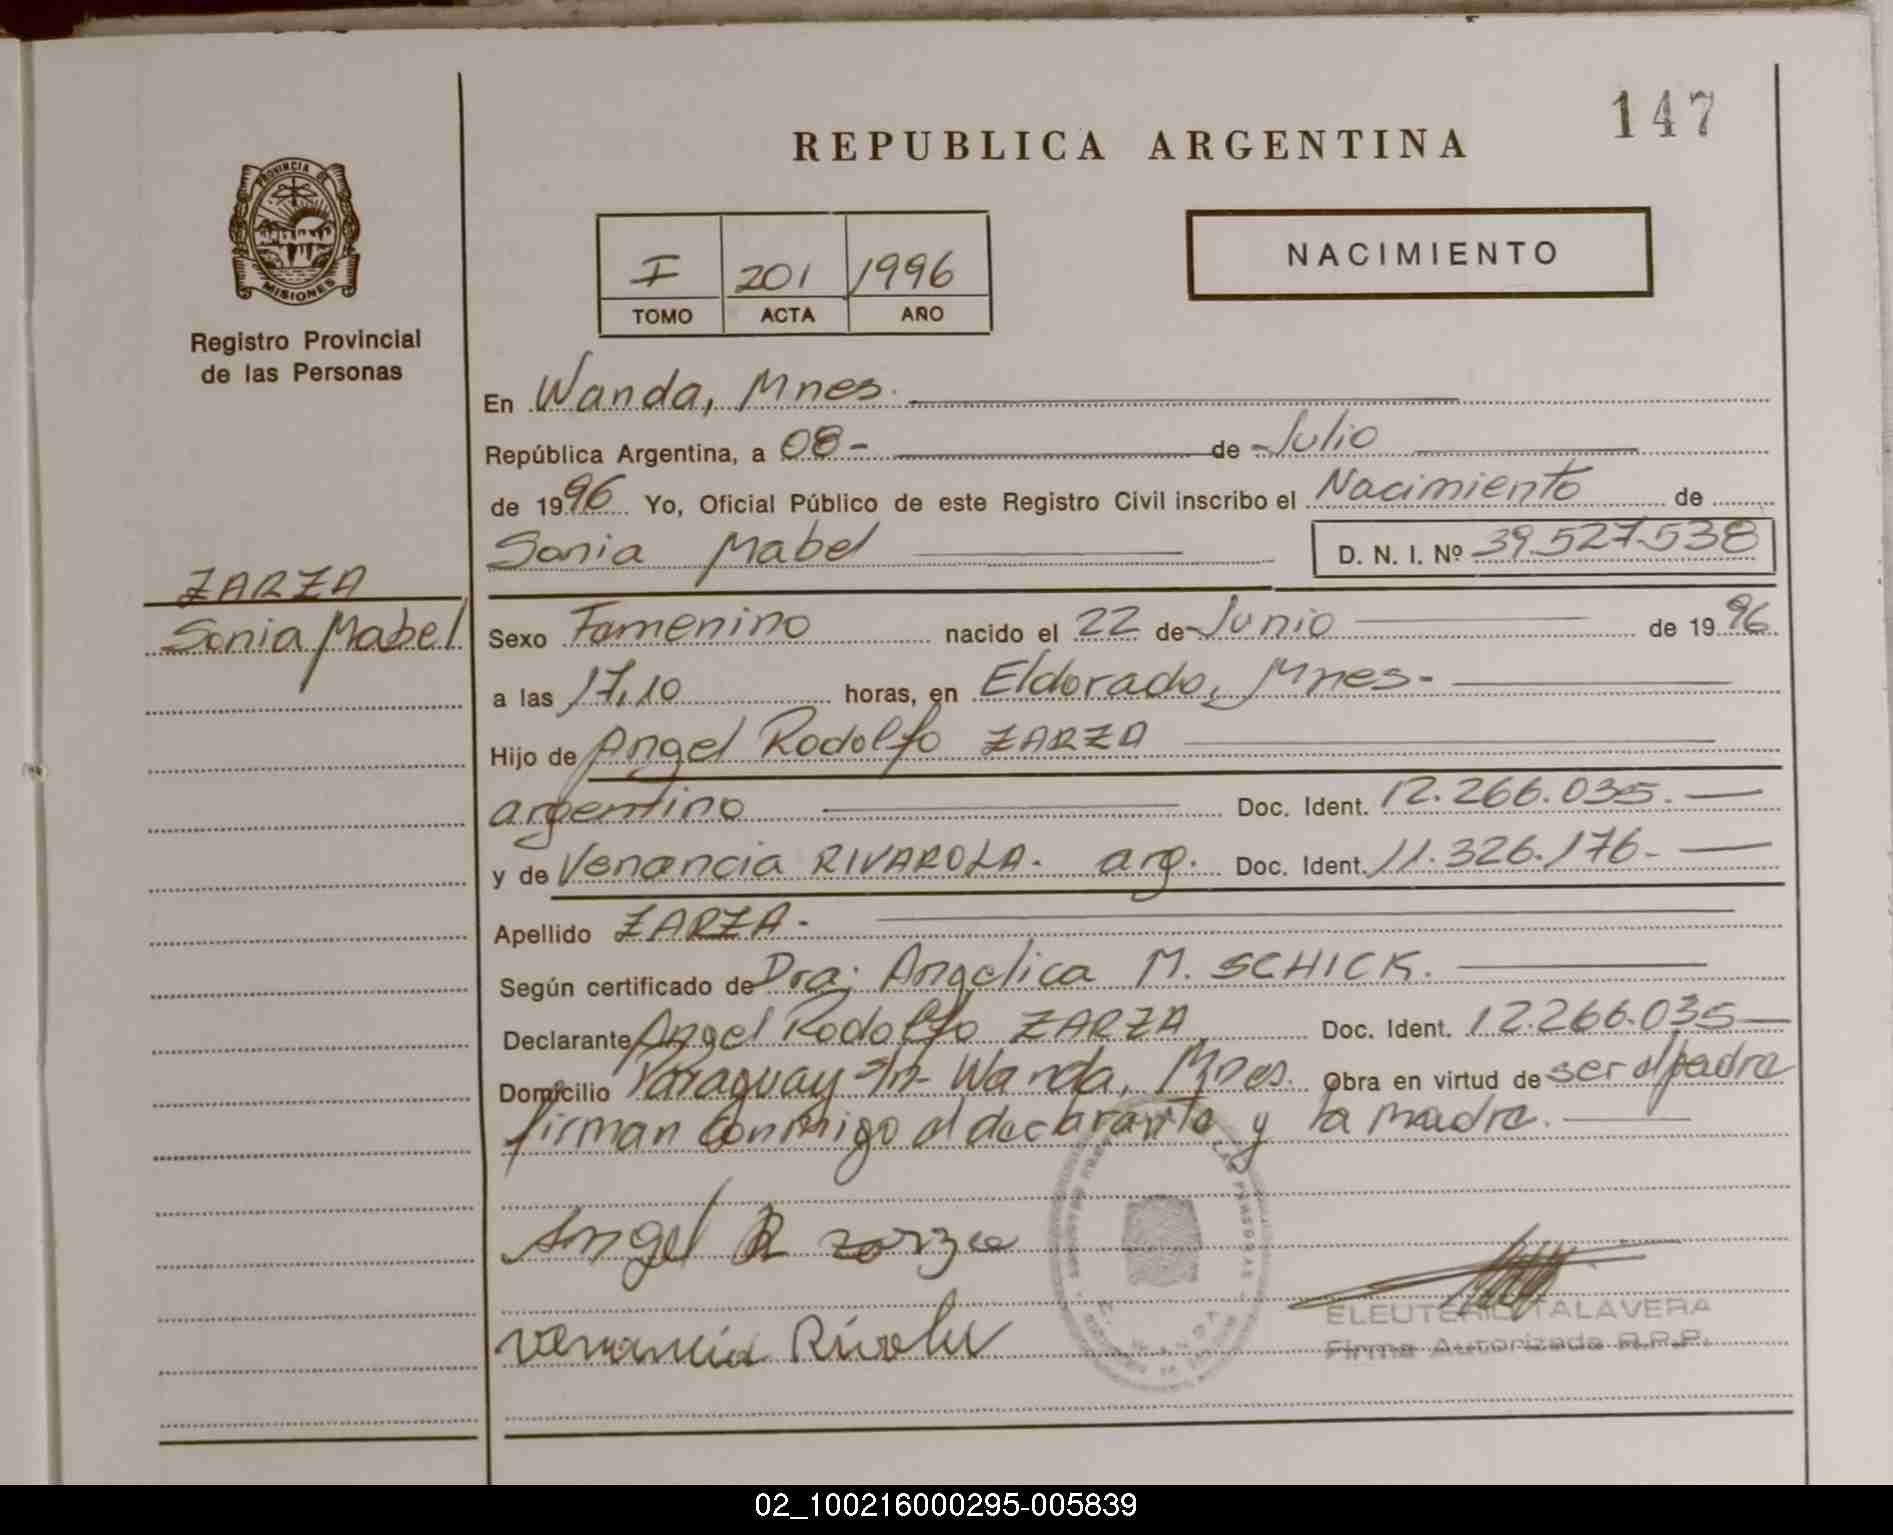 147
REPUBLICA ARGENTINA
PROVINCIA DE
MISIONES
Registro Provincial
de las Personas
I 201 1996
TOMO ACTA AÑO
NACIMIENTO
En Wanda, Mnes.
República Argentina, a 08- de Julio
de 1996 Yo, Oficial Público de este Registro Civil inscribo el Nacimiento de
Sonia Mabel D. N. I. Nº 39.527.538
ZARZA
Sonia Mabel
Sexo Femenino nacido el 22 de Junio de 1996
a las 17,10 horas, en Eldorado, Mnes-
Hijo de Angel Rodolfo ZARZA
argentino Doc. Ident. 12.266.035.
y de Venancia RIVAROLA. arg. Doc. Ident. 11.326.176-
Apellido ZARZA-
Según certificado de Dra: Angelica M. SCHICK.
Declarante Angel Rodolfo ZARZA Doc. Ident. 12.266.035
Domicilio Paraguay S/n- Wanda, Mnes. Obra en virtud de ser el padre
firman conmigo el declarante y la madre.
Angel R zarza
Venancia
ELEUTERIO TALAVERA
Firma Autorizada R.P.P.
02_100216000295-005839